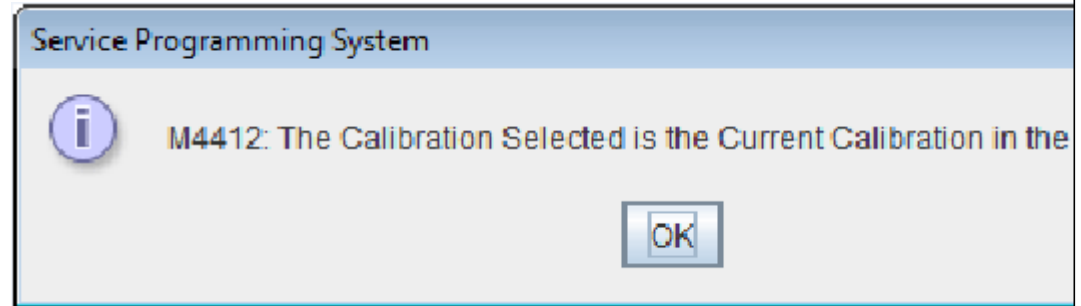 Service Programming System
M4412: The Calibration Selected is the Current Calibration in the
OK